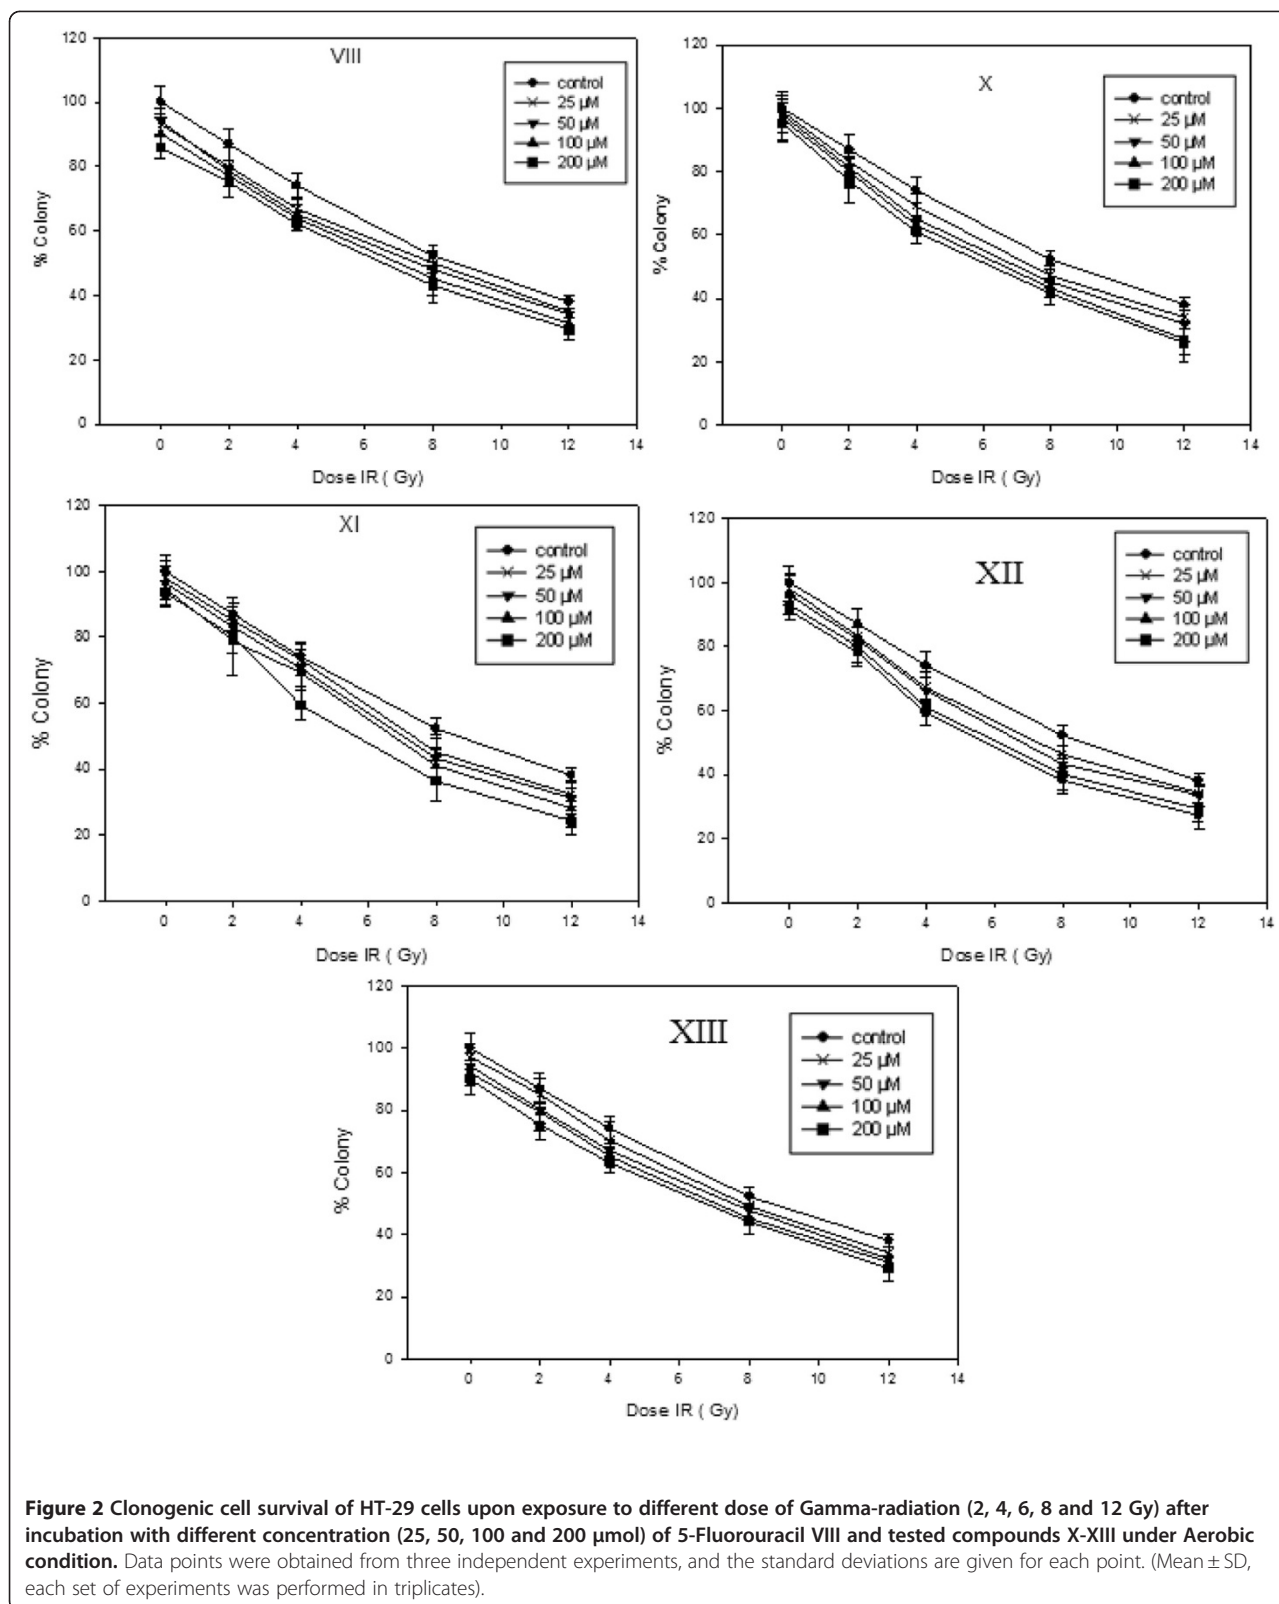 VIII
control
25 µM
50 µM
100 µM
200 µM
120
100
80
60
40
20
0
% Colony
0 2 4 6 8 10 12 14
Dose IR ( Gy)
X
control
25 µM
50 µM
100 µM
200 µM
120
100
80
60
40
20
0
% Colony
0 2 4 6 8 10 12 14
Dose IR ( Gy)
XI
control
25 µM
50 µM
100 µM
200 µM
120
100
80
60
40
20
0
% Colony
0 2 4 6 8 10 12 14
Dose IR ( Gy)
XII
control
25 µM
50 µM
100 µM
200 µM
120
100
80
60
40
20
0
% Colony
0 2 4 6 8 10 12 14
Dose IR ( Gy)
XIII
control
25 µM
50 µM
100 µM
200 µM
120
100
80
60
40
20
0
% Colony
0 2 4 6 8 10 12 14
Dose IR ( Gy)
Figure 2 Clonogenic cell survival of HT-29 cells upon exposure to different dose of Gamma-radiation (2, 4, 6, 8 and 12 Gy) after
incubation with different concentration (25, 50, 100 and 200 µmol) of 5-Fluorouracil VIII and tested compounds X-XIII under Aerobic
condition. Data points were obtained from three independent experiments, and the standard deviations are given for each point. (Mean ± SD,
each set of experiments was performed in triplicates).